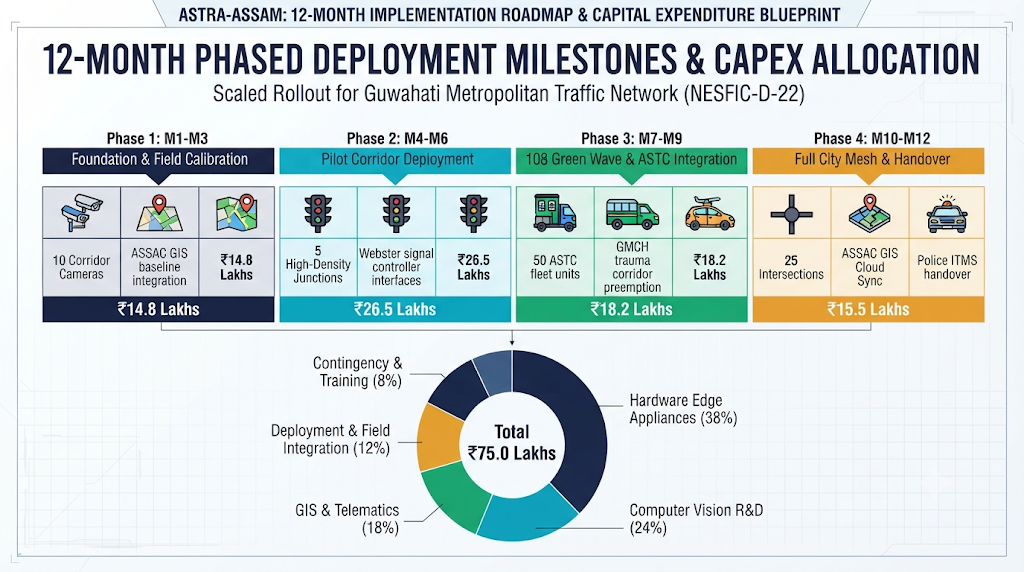 ASTRA-ASSAM: 12-MONTH IMPLEMENTATION ROADMAP & CAPITAL EXPENDITURE BLUEPRINT
12-MONTH PHASED DEPLOYMENT MILESTONES & CAPEX ALLOCATION
Scaled Rollout for Guwahati Metropolitan Traffic Network (NESFIC-D-22)
Phase 1: M1-M3
Foundation & Field Calibration
10 Corridor
Cameras
ASSAC GIS
baseline
integration
₹14.8
Lakhs
₹14.8 Lakhs
Phase 2: M4-M6
Pilot Corridor Deployment
5
High-Density
Junctions
Webster signal
controller
interfaces
₹26.5
Lakhs
₹26.5 Lakhs
Phase 3: M7-M9
108 Green Wave & ASTC Integration
50 ASTC
fleet units
GMCH
trauma
corridor
preemption
₹18.2
Lakhs
₹18.2 Lakhs
Phase 4: M10-M12
Full City Mesh & Handover
25
Intersections
ASSAC GIS
Cloud
Sync
Police ITMS
handover
₹15.5 Lakhs
Contingency &
Training (8%)
Deployment & Field
Integration (12%)
GIS & Telematics
(18%)
Total
₹75.0 Lakhs
Hardware Edge
Appliances (38%)
Computer Vision R&D
(24%)